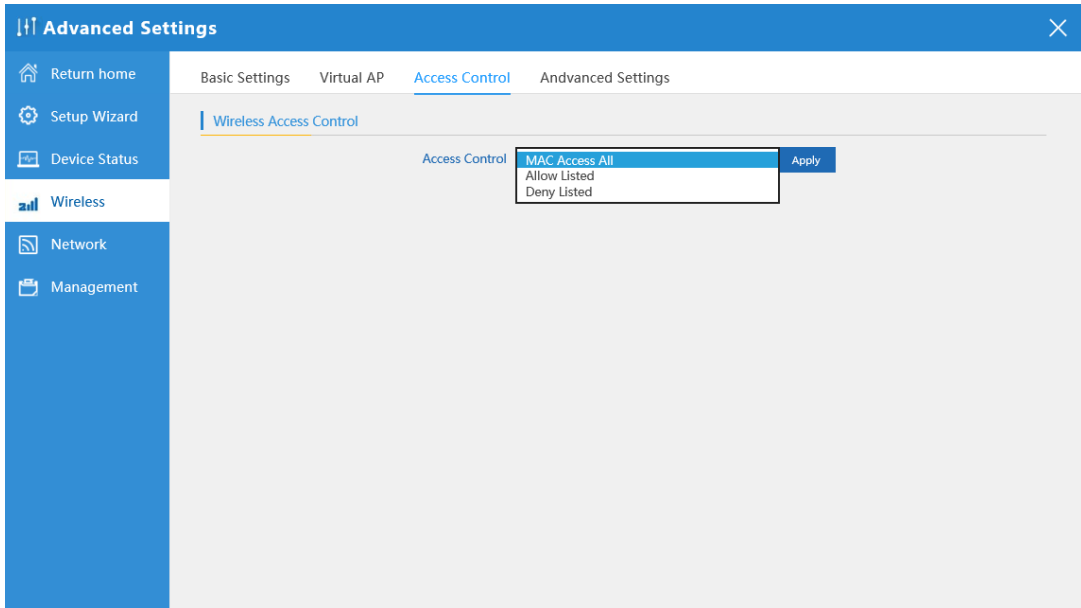 Advanced Settings
Return home
Setup Wizard
Device Status
Wireless
Network
Management
Basic Settings Virtual AP Access Control Andvanced Settings
Wireless Access Control
Access Control MAC Access All Apply
Allow Listed
Deny Listed